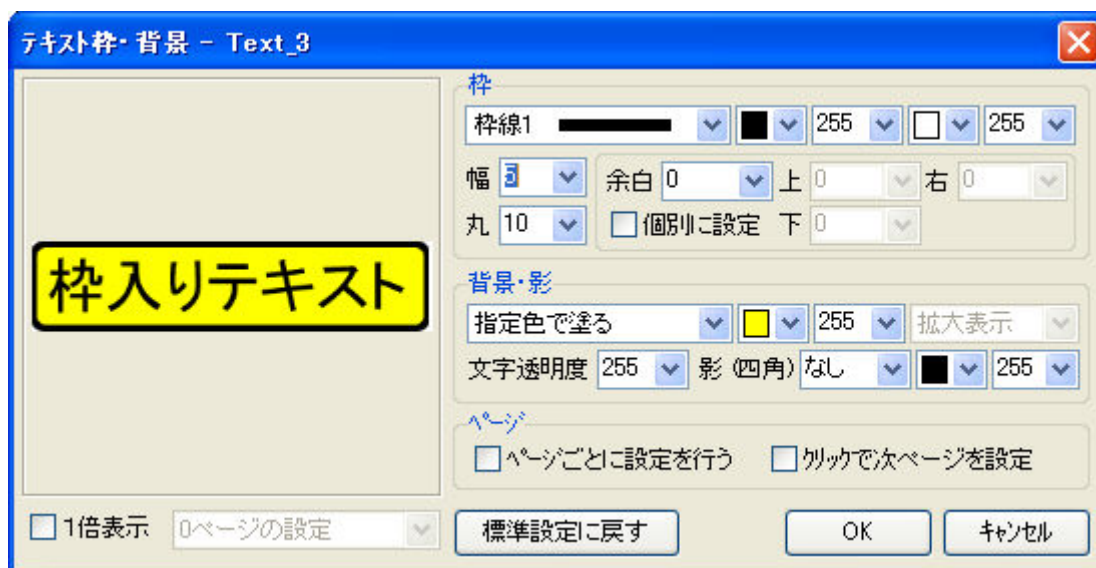 テキスト枠・背景 - Text_3
枠
枠線1 255 255
幅 5 余白 0 上 0 右 0
丸 10 個別に設定 下 0
枠入りテキスト
背景・影
指定色で塗る 255 拡大表示
文字透明度 255 影(四角) なし 255
ページ
ページごとに設定を行う クリックで次ページを設定
1倍表示 0ページの設定 標準設定に戻す OK キャンセル